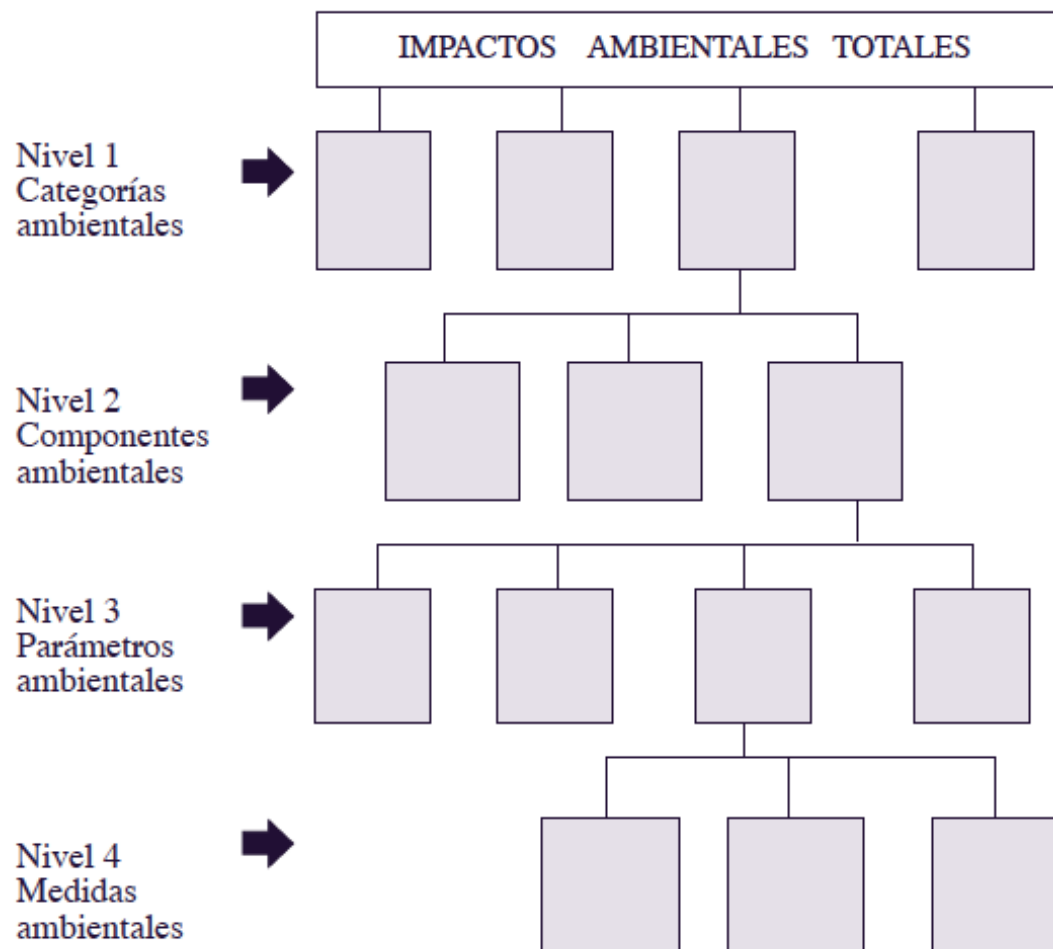 IMPACTOS AMBIENTALES TOTALES
Nivel 1
Categorías
ambientales
Nivel 2
Componentes
ambientales
Nivel 3
Parámetros
ambientales
Nivel 4
Medidas
ambientales